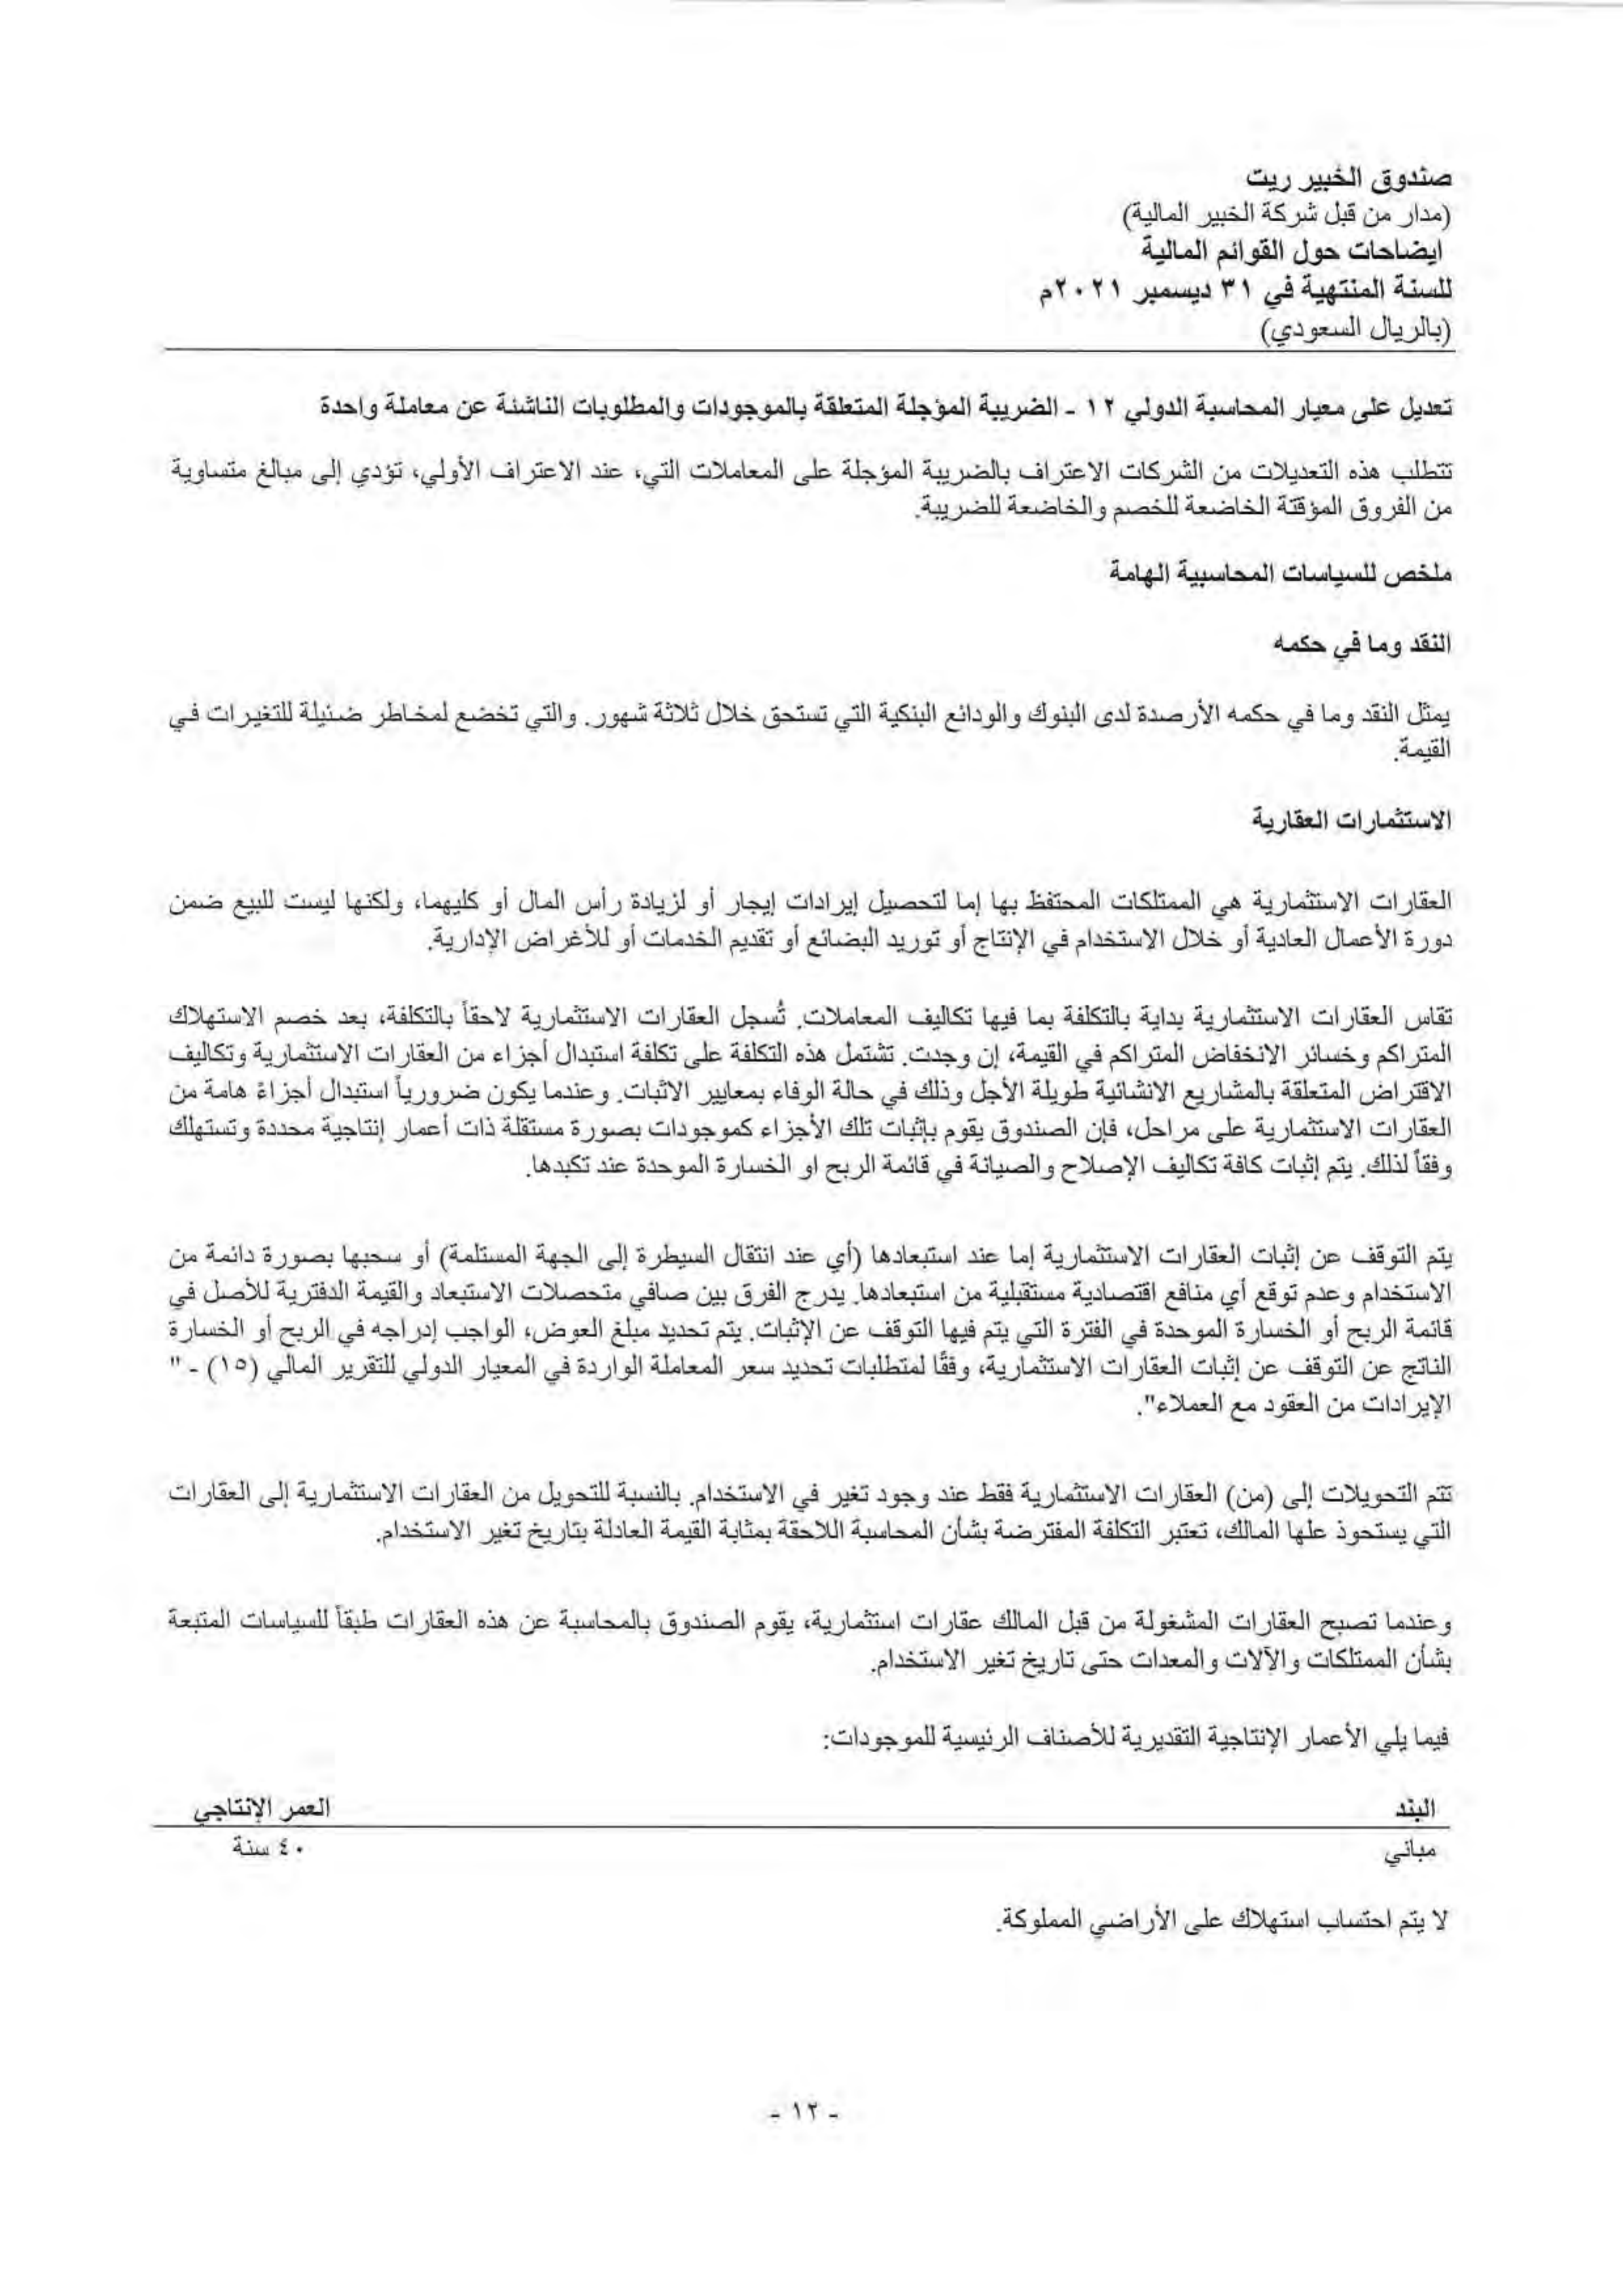 صندوق الخبير ريت
(مدار من قبل شركة الخبير المالية)
ايضاحات حول القوائم المالية
للسنة المنتهية في ٣١ ديسمبر ٢٠٢١م
(بالريال السعودي)
تعديل على معيار المحاسبة الدولي ١٢ - الضريبة المؤجلة المتعلقة بالموجودات والمطلوبات الناشئة عن معاملة واحدة
تتطلب هذه التعديلات من الشركات الاعتراف بالضريبة المؤجلة على المعاملات التي، عند الاعتراف الأولي، تؤدي إلى مبالغ متساوية
من الفروق المؤقتة الخاضعة للخصم والخاضعة للضريبة.
ملخص للسياسات المحاسبية الهامة
النقد وما في حكمه
يمثل النقد وما في حكمه الأرصدة لدى البنوك والودائع البنكية التي تستحق خلال ثلاثة شهور. والتي تخضع لمخاطر ضئيلة للتغيرات في
القيمة.
الاستثمارات العقارية
العقارات الاستثمارية هي الممتلكات المحتفظ بها إما لتحصيل إيرادات إيجار أو لزيادة رأس المال أو كليهما، ولكنها ليست للبيع ضمن
دورة الأعمال العادية أو خلال الاستخدام في الإنتاج أو توريد البضائع أو تقديم الخدمات أو للأغراض الإدارية.
تقاس العقارات الاستثمارية بداية بالتكلفة بما فيها تكاليف المعاملات. تُسجل العقارات الاستثمارية لاحقاً بالتكلفة، بعد خصم الاستهلاك
المتراكم وخسائر الانخفاض المتراكم في القيمة، إن وجدت. تشتمل هذه التكلفة على تكلفة استبدال أجزاء من العقارات الاستثمارية وتكاليف
الاقتراض المتعلقة بالمشاريع الانشائية طويلة الأجل وذلك في حالة الوفاء بمعايير الاثبات. وعندما يكون ضرورياً استبدال أجزاءً هامة من
العقارات الاستثمارية على مراحل، فإن الصندوق يقوم بإثبات تلك الأجزاء كموجودات بصورة مستقلة ذات أعمار إنتاجية محددة وتستهلك
وفقاً لذلك. يتم إثبات كافة تكاليف الإصلاح والصيانة في قائمة الربح او الخسارة الموحدة عند تكبدها.
يتم التوقف عن إثبات العقارات الاستثمارية إما عند استبعادها (أي عند انتقال السيطرة إلى الجهة المستلمة) أو سحبها بصورة دائمة من
الاستخدام وعدم توقع أي منافع اقتصادية مستقبلية من استبعادها. يدرج الفرق بين صافي متحصلات الاستبعاد والقيمة الدفترية للأصل في
قائمة الربح أو الخسارة الموحدة في الفترة التي يتم فيها التوقف عن الإثبات. يتم تحديد مبلغ العوض، الواجب إدراجه في الربح أو الخسارة
الناتج عن التوقف عن إثبات العقارات الاستثمارية، وفقًا لمتطلبات تحديد سعر المعاملة الواردة في المعيار الدولي للتقرير المالي (١٥) - "
الإيرادات من العقود مع العملاء".
تتم التحويلات إلى (من) العقارات الاستثمارية فقط عند وجود تغير في الاستخدام. بالنسبة للتحويل من العقارات الاستثمارية إلى العقارات
التي يستحوذ علها المالك، تعتبر التكلفة المفترضة بشأن المحاسبة اللاحقة بمثابة القيمة العادلة بتاريخ تغير الاستخدام.
وعندما تصبح العقارات المشغولة من قبل المالك عقارات استثمارية، يقوم الصندوق بالمحاسبة عن هذه العقارات طبقاً للسياسات المتبعة
بشأن الممتلكات والآلات والمعدات حتى تاريخ تغير الاستخدام.
فيما يلي الأعمار الإنتاجية التقديرية للأصناف الرئيسية للموجودات:
البند العمر الإنتاجي
مباني ٤٠ سنة
لا يتم احتساب استهلاك على الأراضي المملوكة.
- ١٢ -